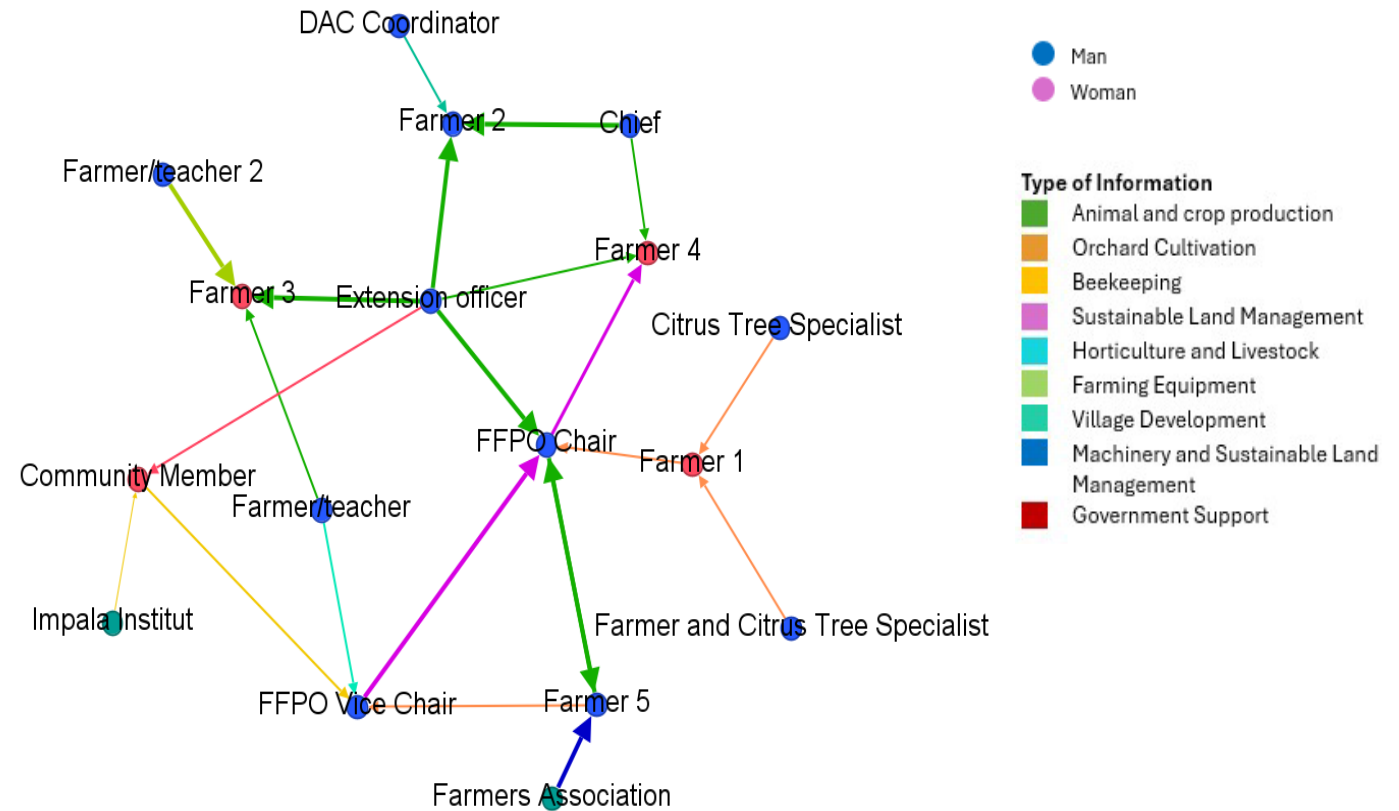 DAC Coordinator
Farmer 2
Chief
Farmer/teacher 2
Farmer 4
Farmer 3
Extension officer
Citrus Tree Specialist
FFPO Chair
Farmer 1
Community Member
Farmer/teacher
Impala Institut
Farmer and Citrus Tree Specialist
FFPO Vice Chair
Farmer 5
Farmers Association
Man
Woman
Type of Information
Animal and crop production
Orchard Cultivation
Beekeeping
Sustainable Land Management
Horticulture and Livestock
Farming Equipment
Village Development
Machinery and Sustainable Land
Management
Government Support